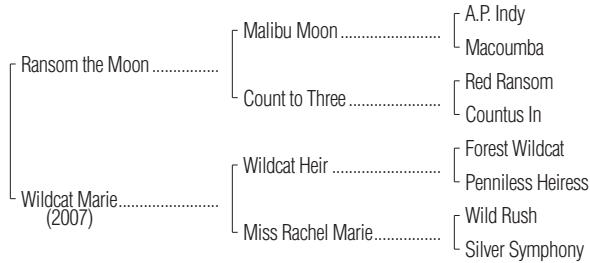 A.P. Indy
Malibu Moon ......................
Macoumba
Ransom the Moon ................
Red Ransom
Count to Three .....................
Countus In
Forest Wildcat
Wildcat Heir .........................
Penniless Heiress
Wildcat Marie........................
(2007)
Wild Rush
Miss Rachel Marie................
Silver Symphony